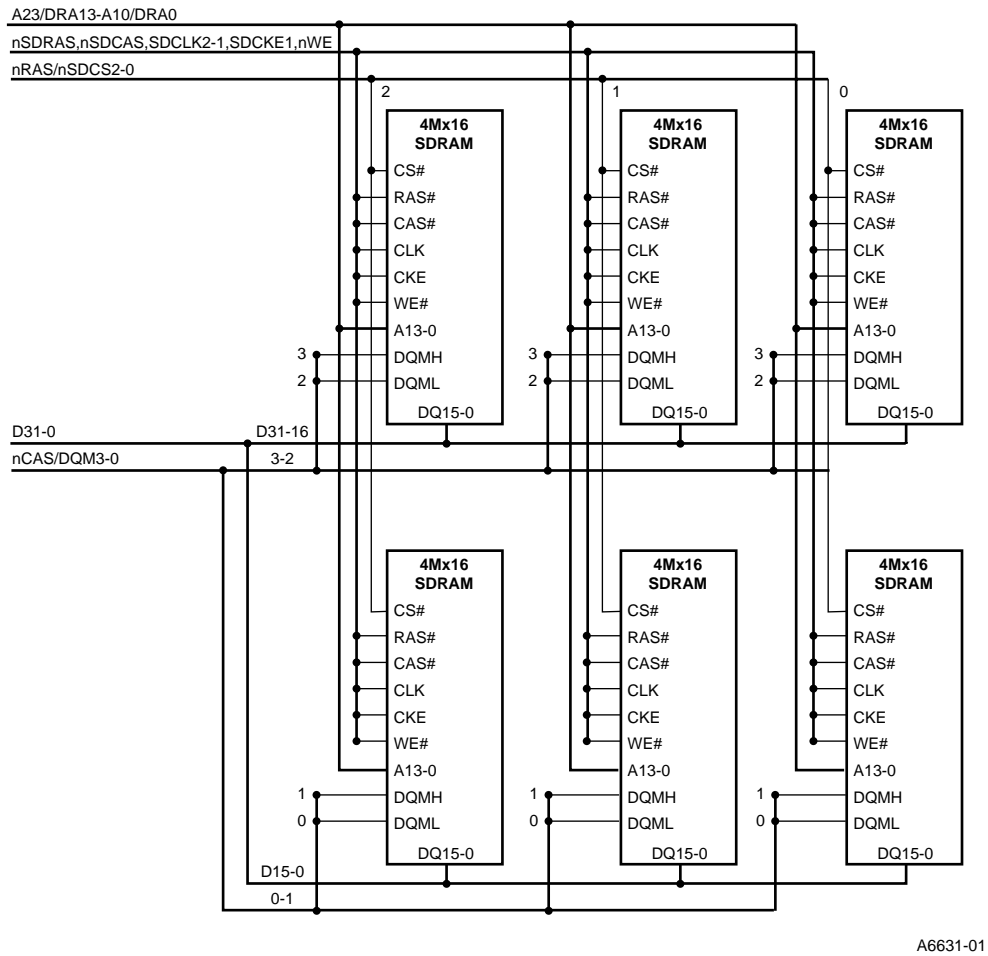 A23/DRA13-A10/DRA0
nSDRAS,nSDCAS,SDCLK2-1,SDCKE1,nWE
nRAS/nSDCS2-0
2
1
0
4Mx16
SDRAM
CS#
RAS#
CAS#
CLK
CKE
WE#
A13-0
3
DQMH
2
DQML
DQ15-0
4Mx16
SDRAM
CS#
RAS#
CAS#
CLK
CKE
WE#
A13-0
3
DQMH
2
DQML
DQ15-0
4Mx16
SDRAM
CS#
RAS#
CAS#
CLK
CKE
WE#
A13-0
3
DQMH
2
DQML
DQ15-0
D31-0
D31-16
nCAS/DQM3-0
3-2
4Mx16
SDRAM
CS#
RAS#
CAS#
CLK
CKE
WE#
A13-0
1
DQMH
0
DQML
DQ15-0
4Mx16
SDRAM
CS#
RAS#
CAS#
CLK
CKE
WE#
A13-0
1
DQMH
0
DQML
DQ15-0
4Mx16
SDRAM
CS#
RAS#
CAS#
CLK
CKE
WE#
A13-0
1
DQMH
0
DQML
DQ15-0
D15-0
0-1
A6631-01